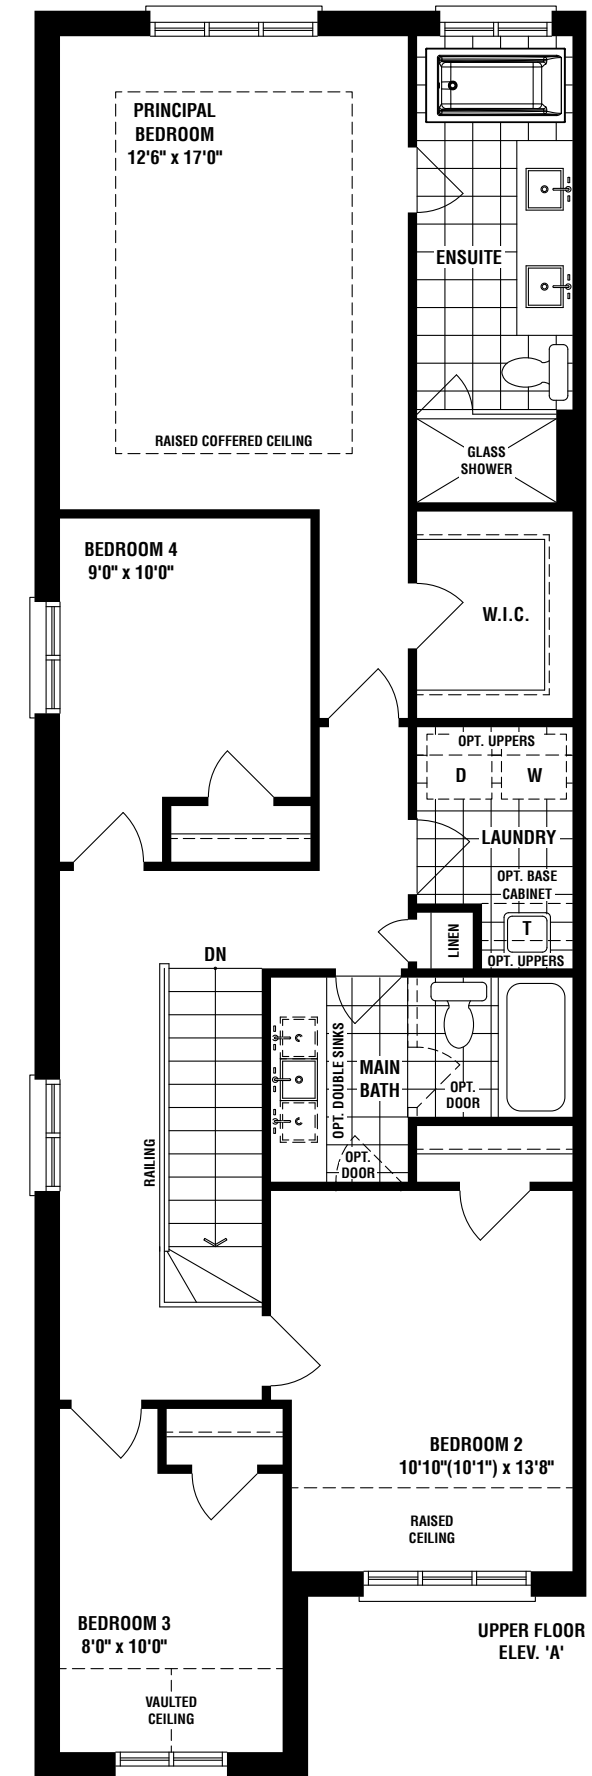 PRINCIPAL
BEDROOM
12'6" x 17'0"
ENSUITE
RAISED COFFERED CEILING
GLASS
SHOWER
BEDROOM 4
9'0" x 10'0"
W.I.C.
OPT. UPPERS
D
W
LAUNDRY
OPT. BASE
CABINET
T
OPT. UPPERS
LINEN
DN
OPT. DOUBLE SINKS
MAIN
BATH
OPT.
DOOR
OPT.
DOOR
RAILING
BEDROOM 2
10'10"(10'1") x 13'8"
RAISED
CEILING
BEDROOM 3
8'0" x 10'0"
VAULTED
CEILING
UPPER FLOOR
ELEV. 'A'